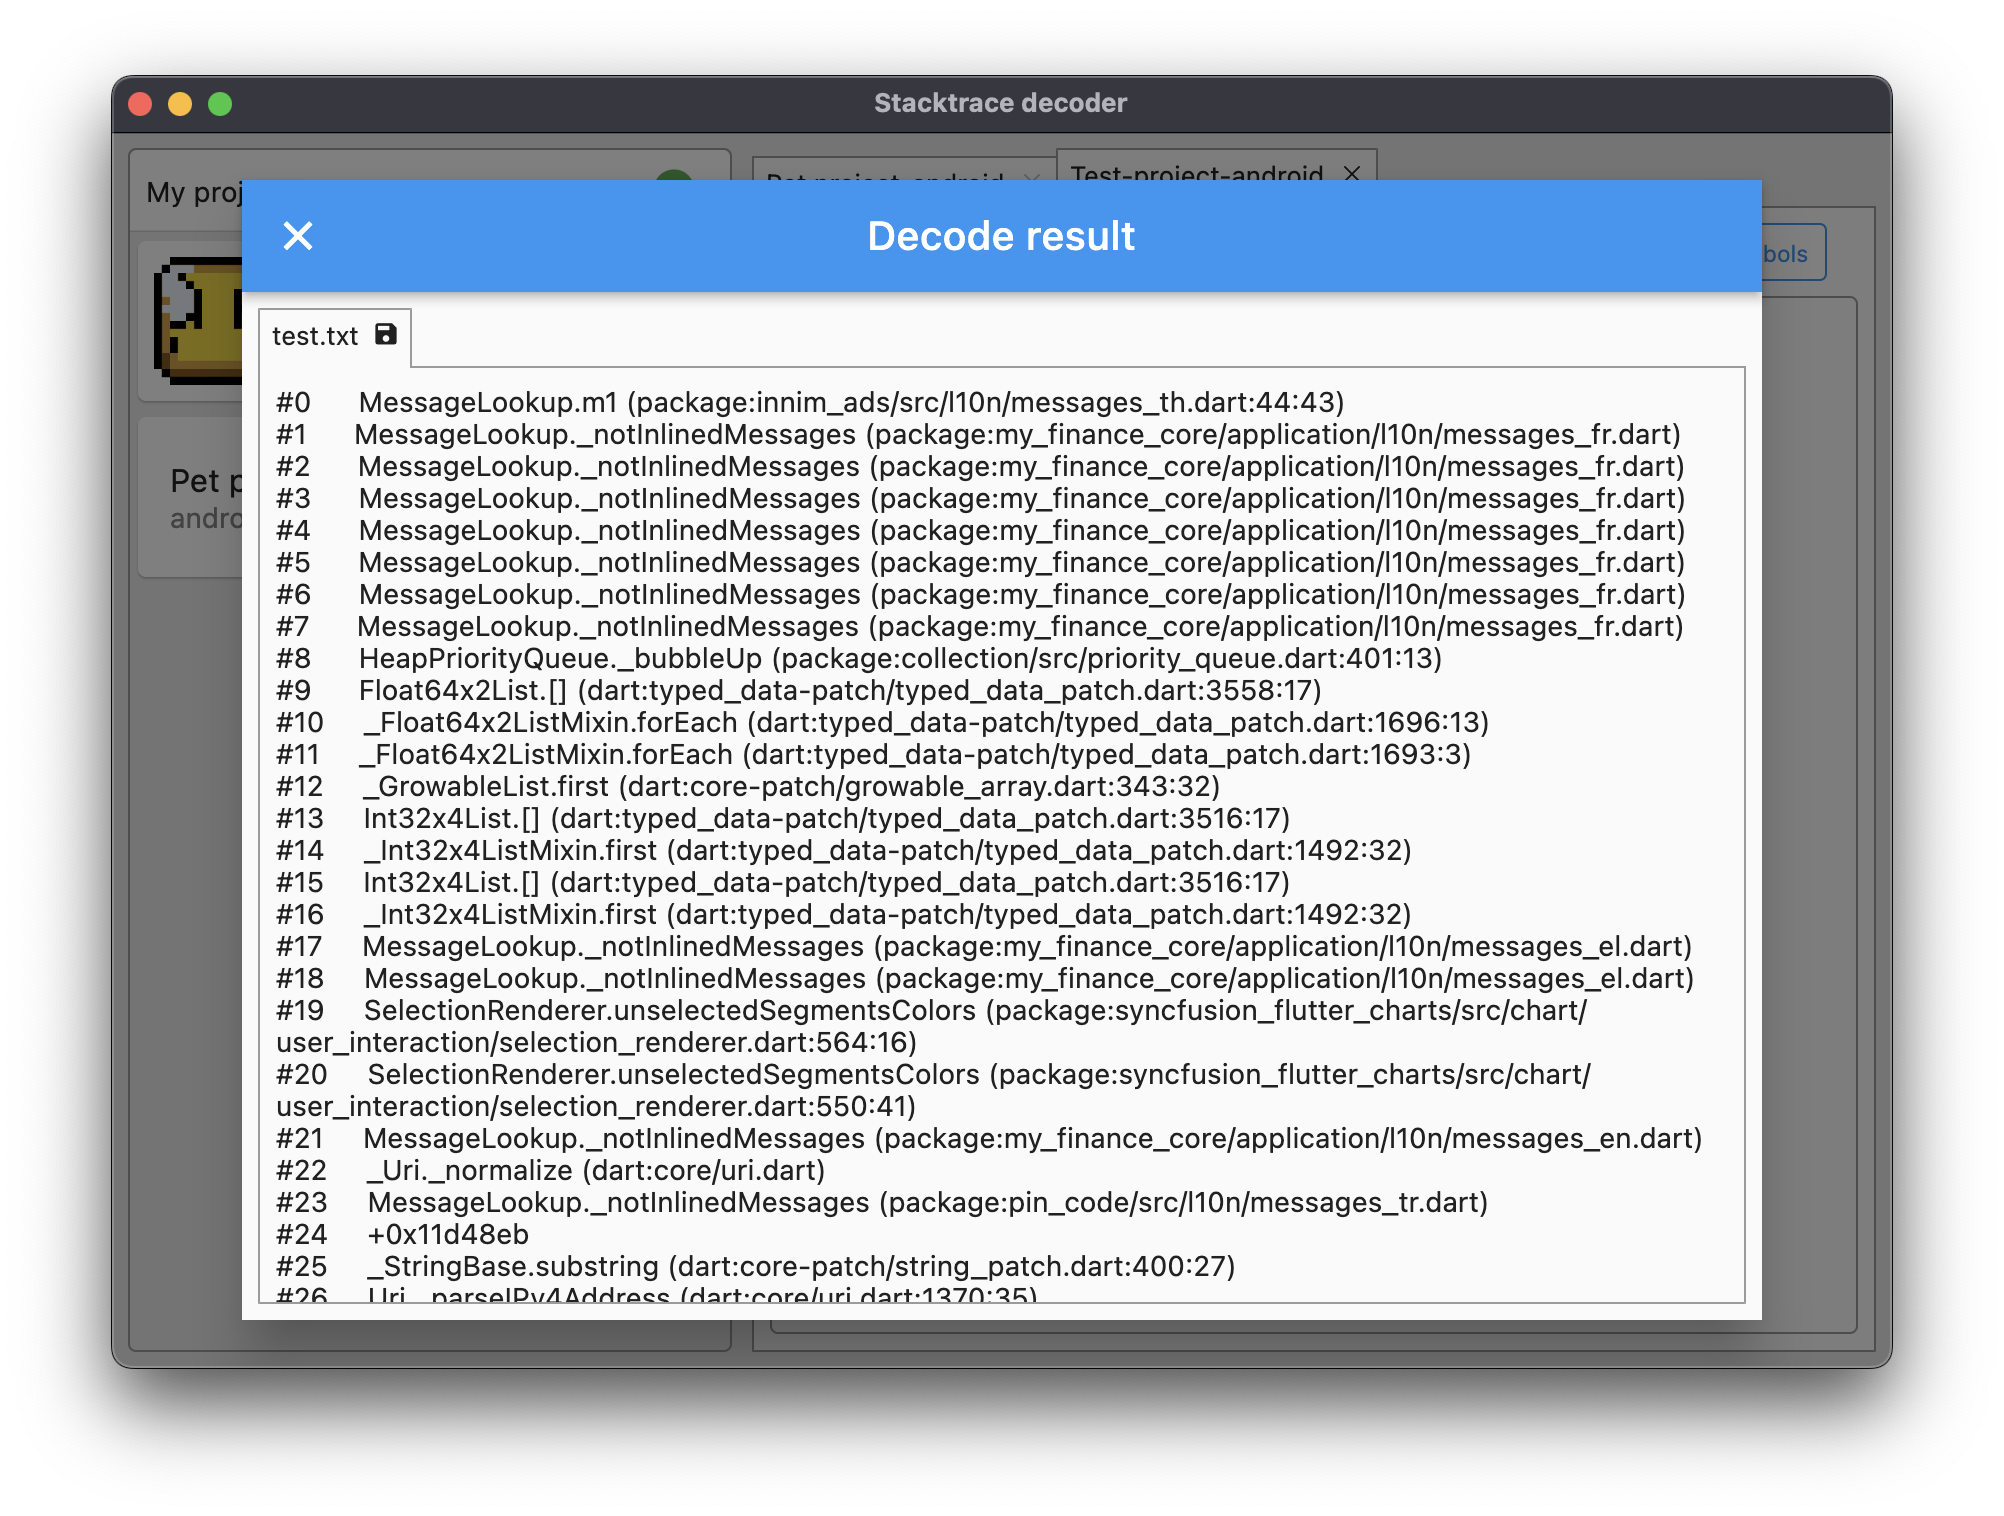 Stacktrace decoder
My proj
Pet project-android
Test-project-android
Decode result
bols
test.txt
Pet p
andro
#0 MessageLookup.m1 (package:innim_ads/src/l10n/messages_th.dart:44:43)
#1 MessageLookup._notInlinedMessages (package:my_finance_core/application/l10n/messages_fr.dart)
#2 MessageLookup._notInlinedMessages (package:my_finance_core/application/l10n/messages_fr.dart)
#3 MessageLookup._notInlinedMessages (package:my_finance_core/application/l10n/messages_fr.dart)
#4 MessageLookup._notInlinedMessages (package:my_finance_core/application/l10n/messages_fr.dart)
#5 MessageLookup._notInlinedMessages (package:my_finance_core/application/l10n/messages_fr.dart)
#6 MessageLookup._notInlinedMessages (package:my_finance_core/application/l10n/messages_fr.dart)
#7 MessageLookup._notInlinedMessages (package:my_finance_core/application/l10n/messages_fr.dart)
#8 HeapPriorityQueue._bubbleUp (package:collection/src/priority_queue.dart:401:13)
#9 Float64x2List.[] (dart:typed_data-patch/typed_data_patch.dart:3558:17)
#10 _Float64x2ListMixin.forEach (dart:typed_data-patch/typed_data_patch.dart:1696:13)
#11 _Float64x2ListMixin.forEach (dart:typed_data-patch/typed_data_patch.dart:1693:3)
#12 _GrowableList.first (dart:core-patch/growable_array.dart:343:32)
#13 Int32x4List.[] (dart:typed_data-patch/typed_data_patch.dart:3516:17)
#14 _Int32x4ListMixin.first (dart:typed_data-patch/typed_data_patch.dart:1492:32)
#15 Int32x4List.[] (dart:typed_data-patch/typed_data_patch.dart:3516:17)
#16 _Int32x4ListMixin.first (dart:typed_data-patch/typed_data_patch.dart:1492:32)
#17 MessageLookup._notInlinedMessages (package:my_finance_core/application/l10n/messages_el.dart)
#18 MessageLookup._notInlinedMessages (package:my_finance_core/application/l10n/messages_el.dart)
#19 SelectionRenderer.unselectedSegmentsColors (package:syncfusion_flutter_charts/src/chart/
user_interaction/selection_renderer.dart:564:16)
#20 SelectionRenderer.unselectedSegmentsColors (package:syncfusion_flutter_charts/src/chart/
user_interaction/selection_renderer.dart:550:41)
#21 MessageLookup._notInlinedMessages (package:my_finance_core/application/l10n/messages_en.dart)
#22 _Uri._normalize (dart:core/uri.dart)
#23 MessageLookup._notInlinedMessages (package:pin_code/src/l10n/messages_tr.dart)
#24 +0x11d48eb
#25 _StringBase.substring (dart:core-patch/string_patch.dart:400:27)
#26 Uri._parseIPv4Address (dart:core/uri.dart:1370:35)